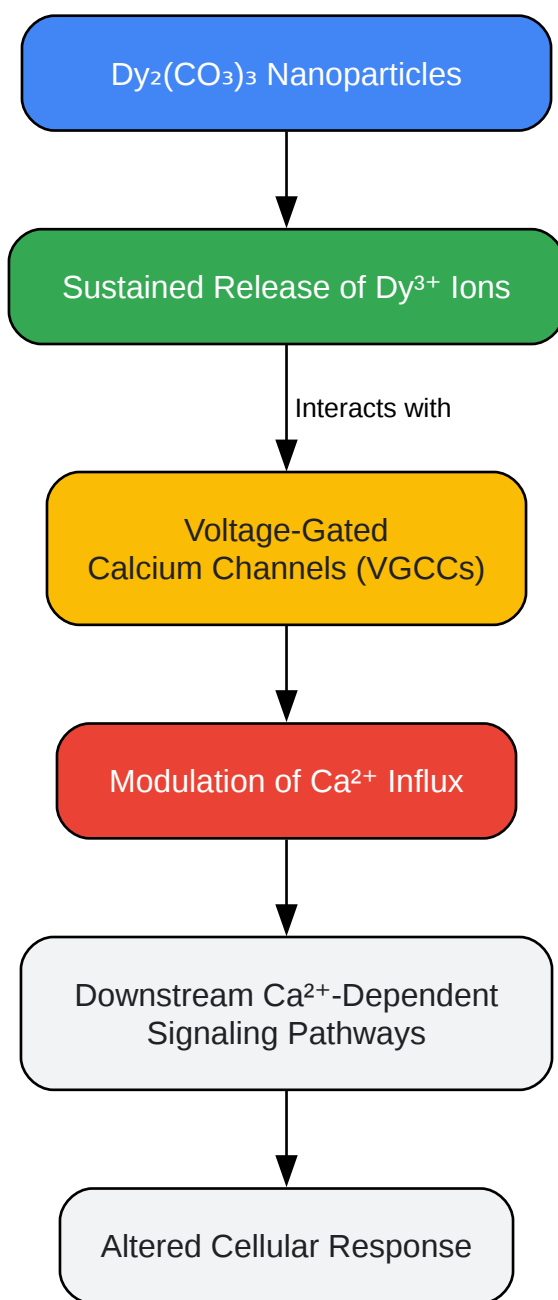 Dy₂(CO₃)₃ Nanoparticles
Sustained Release of Dy³⁺ Ions
Interacts with
Voltage-Gated
Calcium Channels (VGCCs)
Modulation of Ca²⁺ Influx
Downstream Ca²⁺-Dependent
Signaling Pathways
Altered Cellular Response